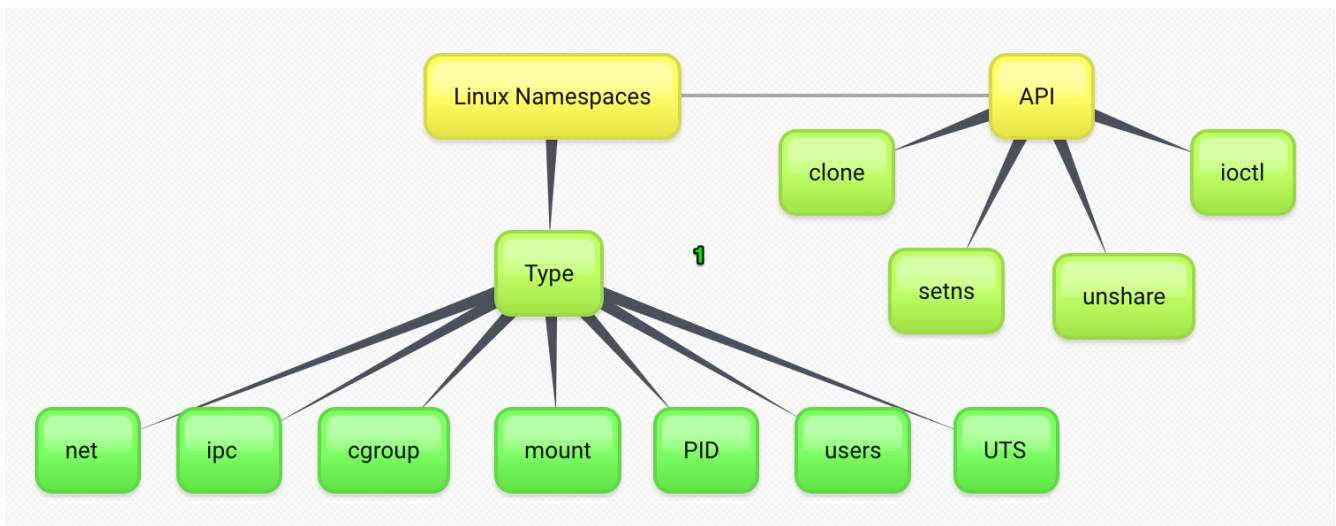 Linux Namespaces
API
clone
ioctl
setns
unshare
Type
1
net
ipc
cgroup
mount
PID
users
UTS